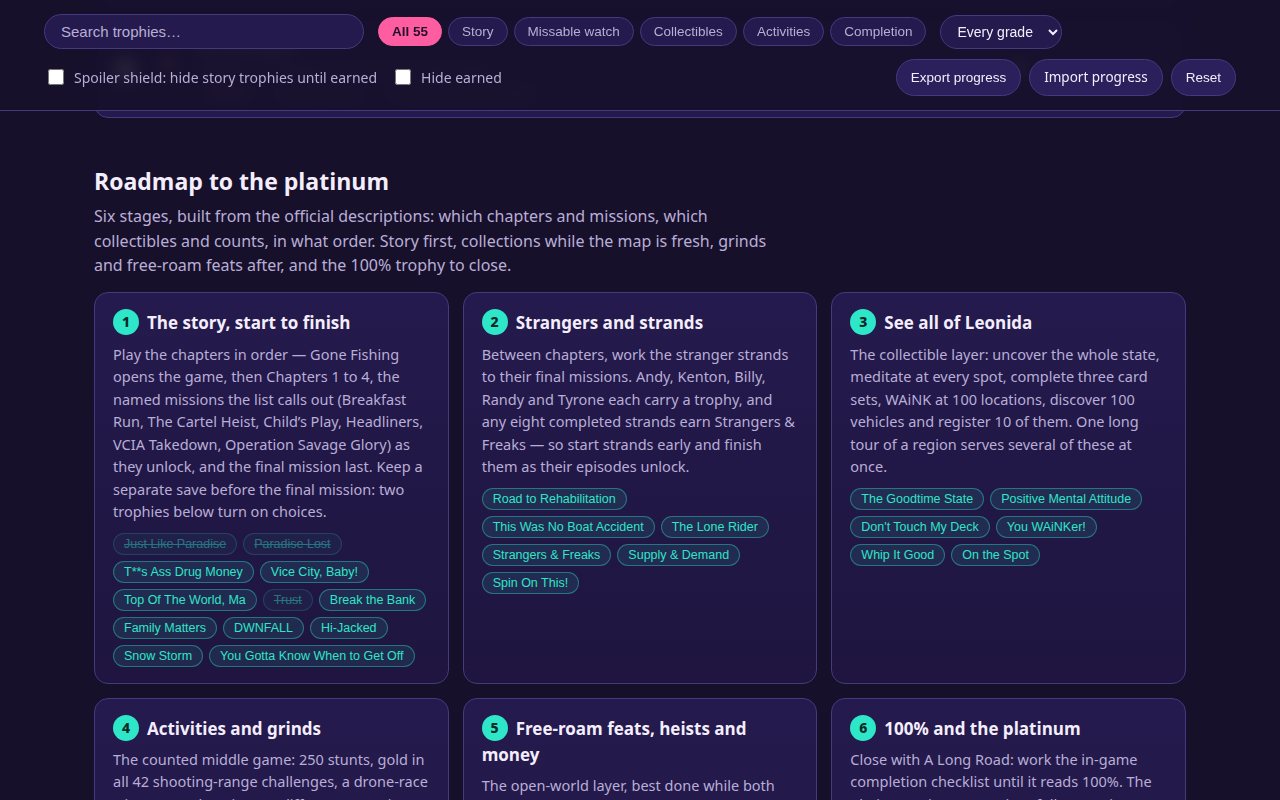 Search trophies…
All 55
Story
Missable watch
Collectibles
Activities
Completion
Every grade
Spoiler shield: hide story trophies until earned
Hide earned
Export progress
Import progress
Reset
Roadmap to the platinum
Six stages, built from the official descriptions: which chapters and missions, which
collectibles and counts, in what order. Story first, collections while the map is fresh, grinds
and free-roam feats after, and the 100% trophy to close.
1 The story, start to finish
Play the chapters in order — Gone Fishing
opens the game, then Chapters 1 to 4, the
named missions the list calls out (Breakfast
Run, The Cartel Heist, Child’s Play, Headliners,
VCIA Takedown, Operation Savage Glory) as
they unlock, and the final mission last. Keep a
separate save before the final mission: two
trophies below turn on choices.
Just Like Paradise
Paradise Lost
T**s Ass Drug Money
Vice City, Baby!
Top Of The World, Ma
Trust
Break the Bank
Family Matters
DWNFALL
Hi-Jacked
Snow Storm
You Gotta Know When to Get Off
2 Strangers and strands
Between chapters, work the stranger strands
to their final missions. Andy, Kenton, Billy,
Randy and Tyrone each carry a trophy, and
any eight completed strands earn Strangers &
Freaks — so start strands early and finish
them as their episodes unlock.
Road to Rehabilitation
This Was No Boat Accident
The Lone Rider
Strangers & Freaks
Supply & Demand
Spin On This!
3 See all of Leonida
The collectible layer: uncover the whole state,
meditate at every spot, complete three card
sets, WAiNK at 100 locations, discover 100
vehicles and register 10 of them. One long
tour of a region serves several of these at
once.
The Goodtime State
Positive Mental Attitude
Don't Touch My Deck
You WAiNKer!
Whip It Good
On the Spot
4 Activities and grinds
The counted middle game: 250 stunts, gold in
all 42 shooting-range challenges, a drone-race
5 Free-roam feats, heists and
money
The open-world layer, best done while both
6 100% and the platinum
Close with A Long Road: work the in-game
completion checklist until it reads 100%. The